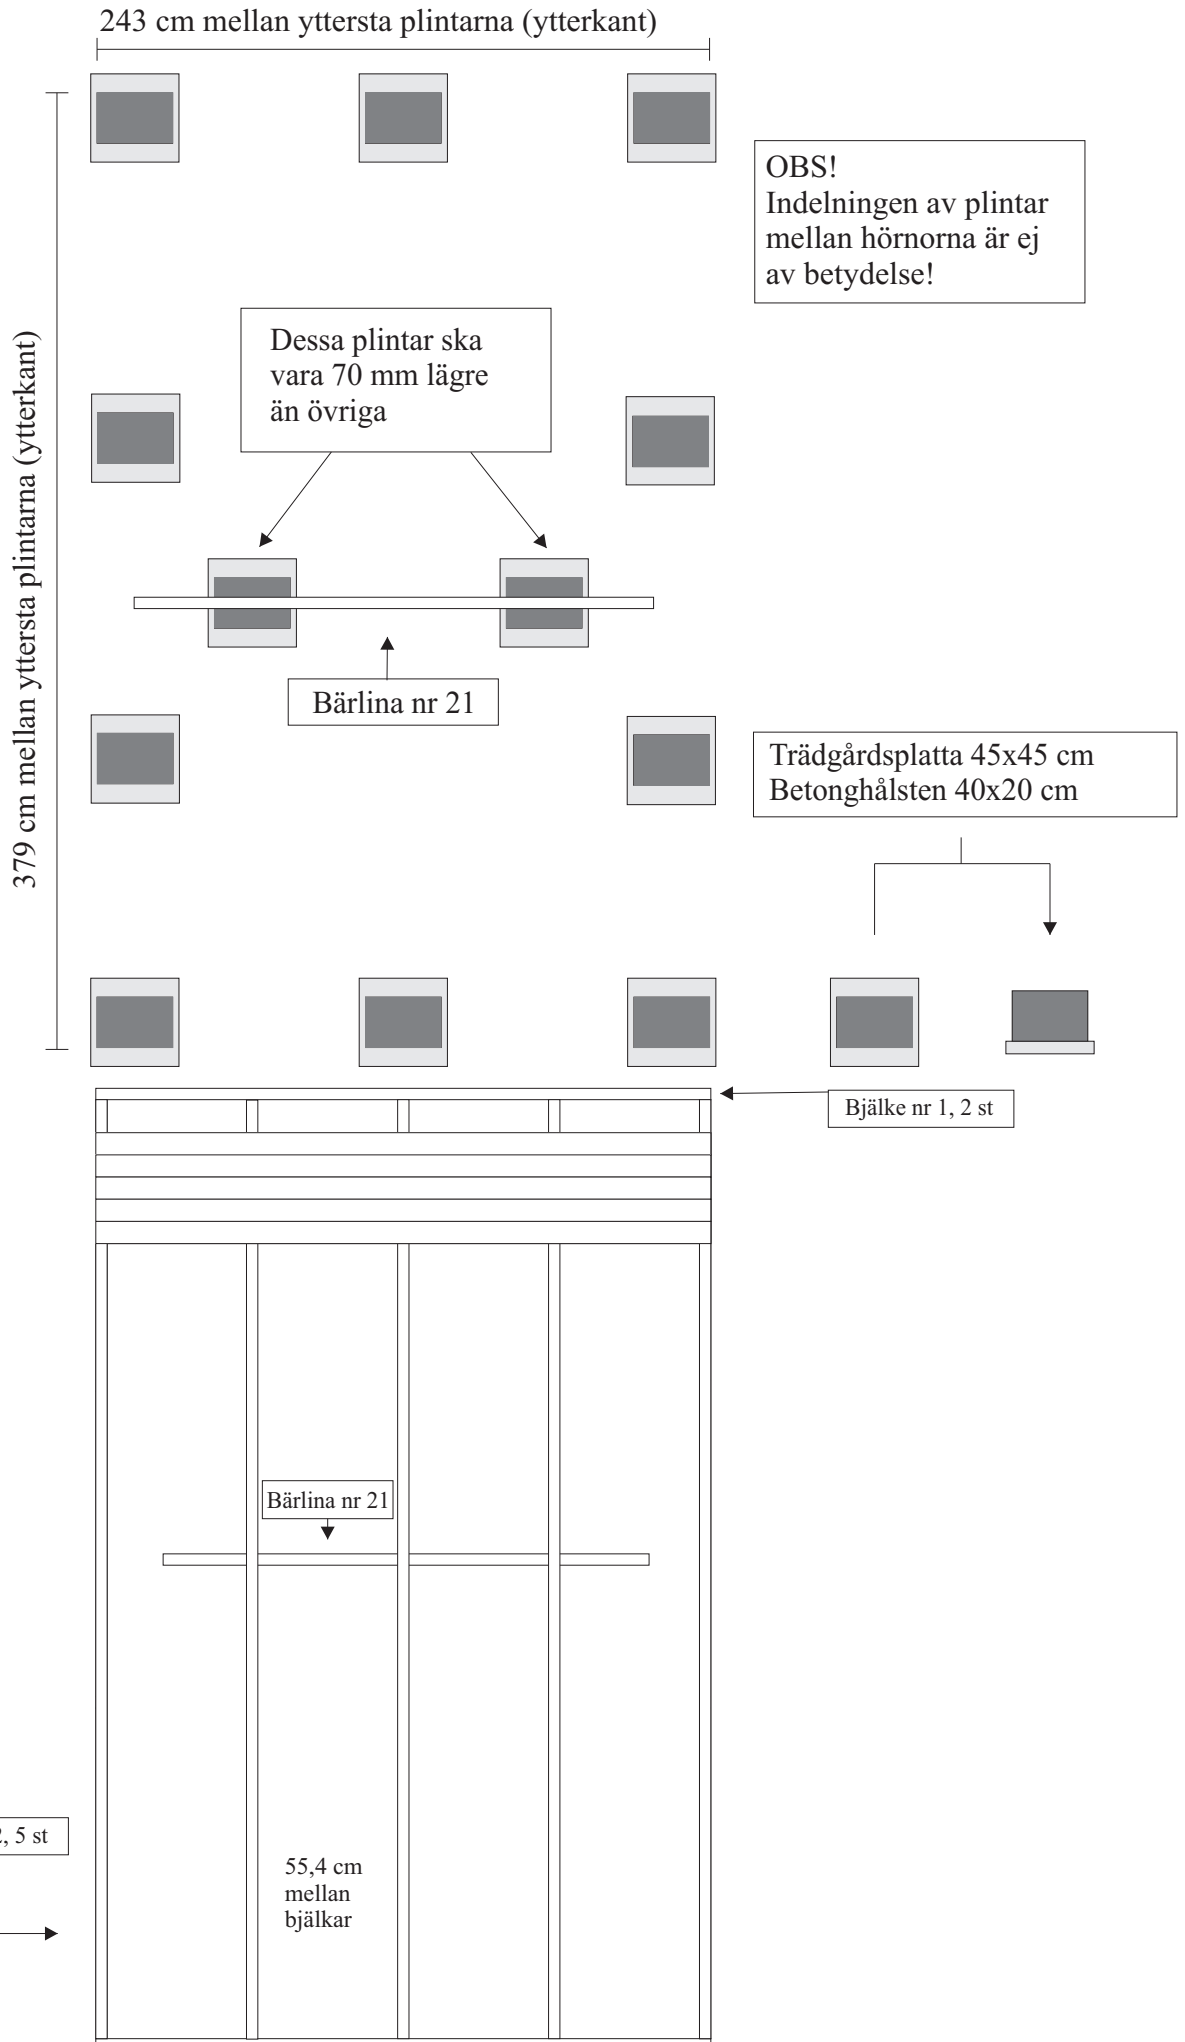 243 cm mellan yttersta plintarna (ytterkant)
OBS!
Indelningen av plintar
mellan hörnorna är ej
av betydelse!
Dessa plintar ska
vara 70 mm lägre
än övriga
379 cm mellan yttersta plintarna (ytterkant)
Bärlina nr 21
Trädgårdsplatta 45x45 cm
Betonghålsten 40x20 cm
Bjälke nr 1, 2 st
Bärlina nr 21
, 5 st
55,4 cm
mellan
bjälkar